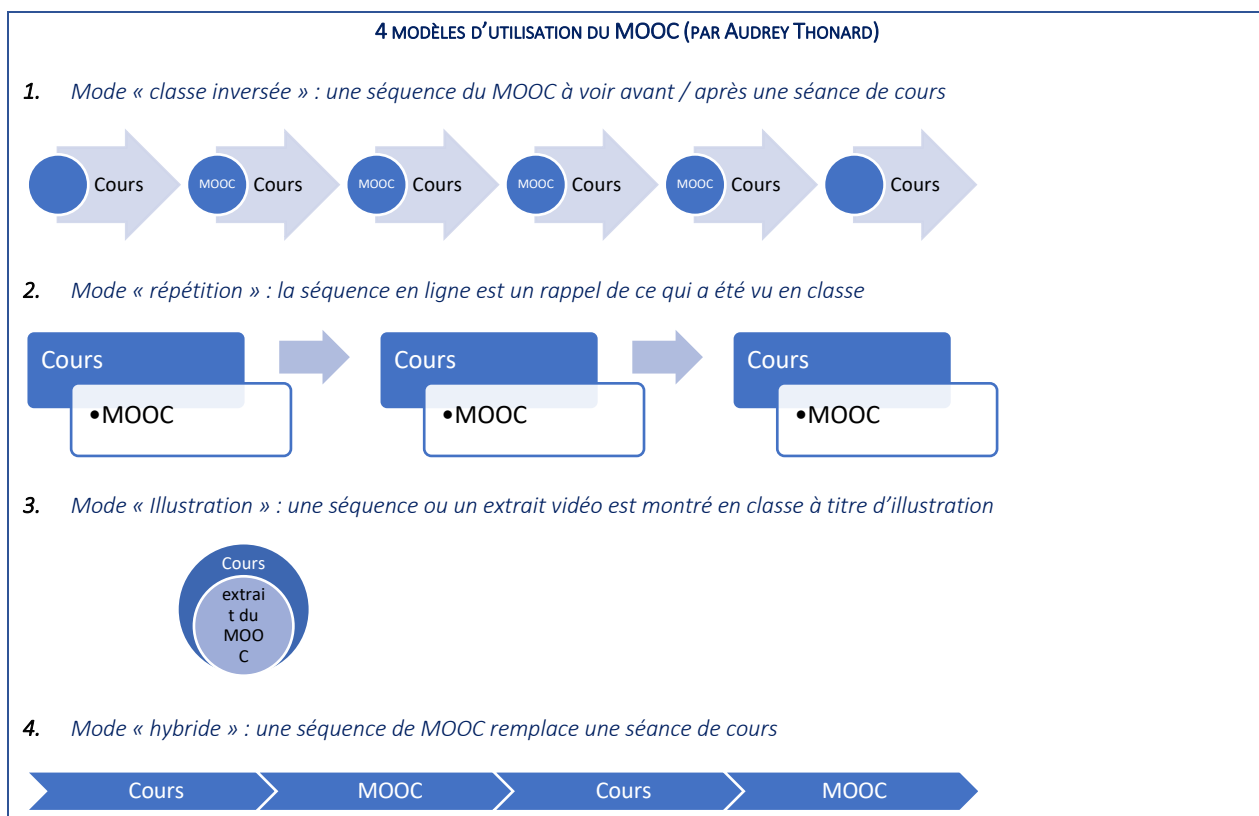 4 MODÈLES D'UTILISATION DU MOOC (PAR AUDREY THONARD)
1. Mode « classe inversée » : une séquence du MOOC à voir avant / après une séance de cours
Cours MOOC Cours MOOC Cours MOOC Cours MOOC Cours Cours
2. Mode « répétition » : la séquence en ligne est un rappel de ce qui a été vu en classe
Cours Cours Cours
•MOOC •MOOC •MOOC
3. Mode « Illustration » : une séquence ou un extrait vidéo est montré en classe à titre d'illustration
Cours
extrai
t du
MOO
C
4. Mode « hybride » : une séquence de MOOC remplace une séance de cours
Cours MOOC Cours MOOC